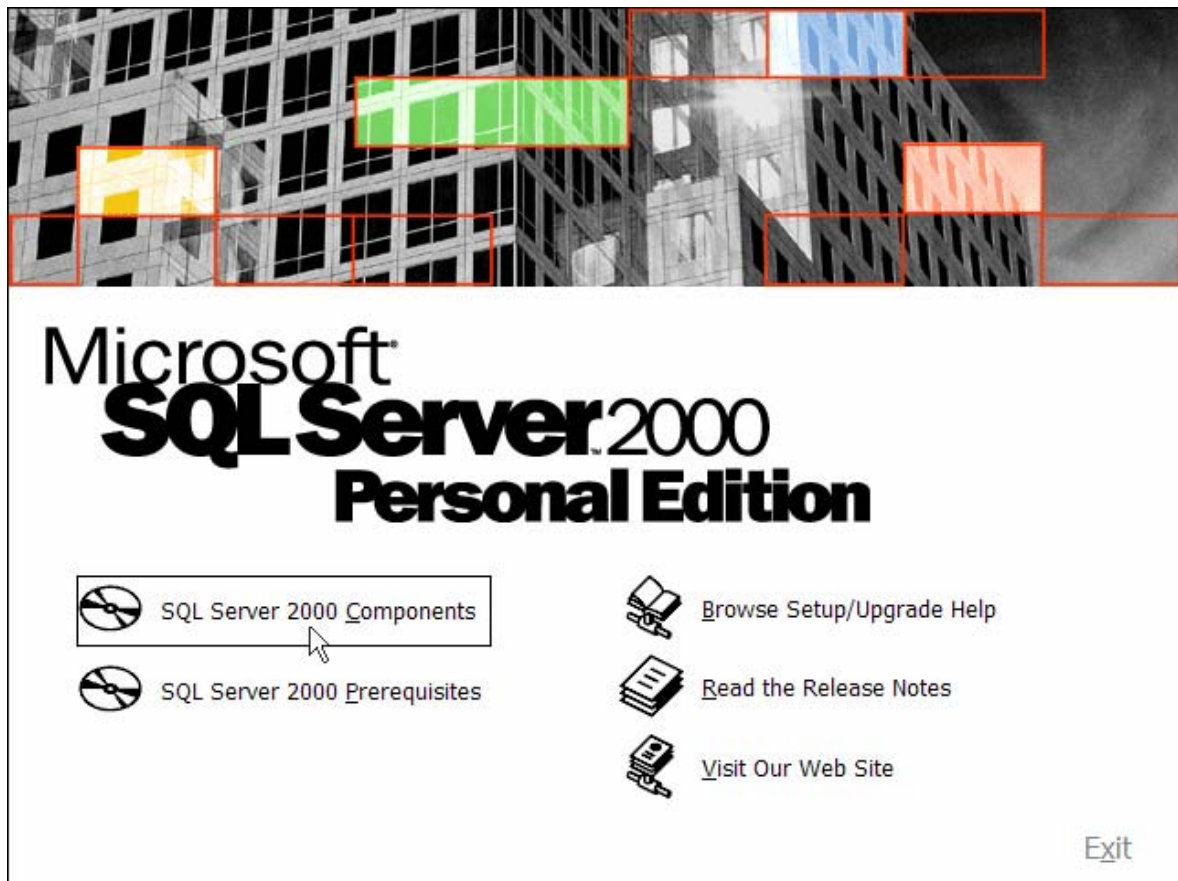 Microsoft®
SQL Server™ 2000
Personal Edition
SQL Server 2000 Components
SQL Server 2000 Prerequisites
Browse Setup/Upgrade Help
Read the Release Notes
Visit Our Web Site
Exit